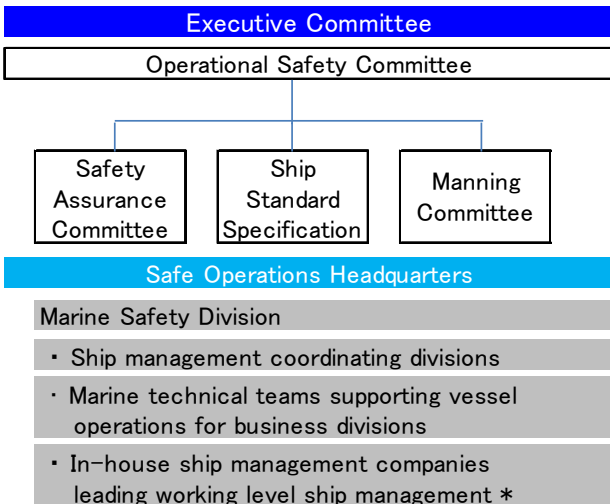 Executive Committee
Operational Safety Committee
Safety
Assurance
Committee
Ship
Standard
Specification
Manning
Committee
Safe Operations Headquarters
Marine Safety Division
・Ship management coordinating divisions
・Marine technical teams supporting vessel
operations for business divisions
・In-house ship management companies
leading working level ship management *